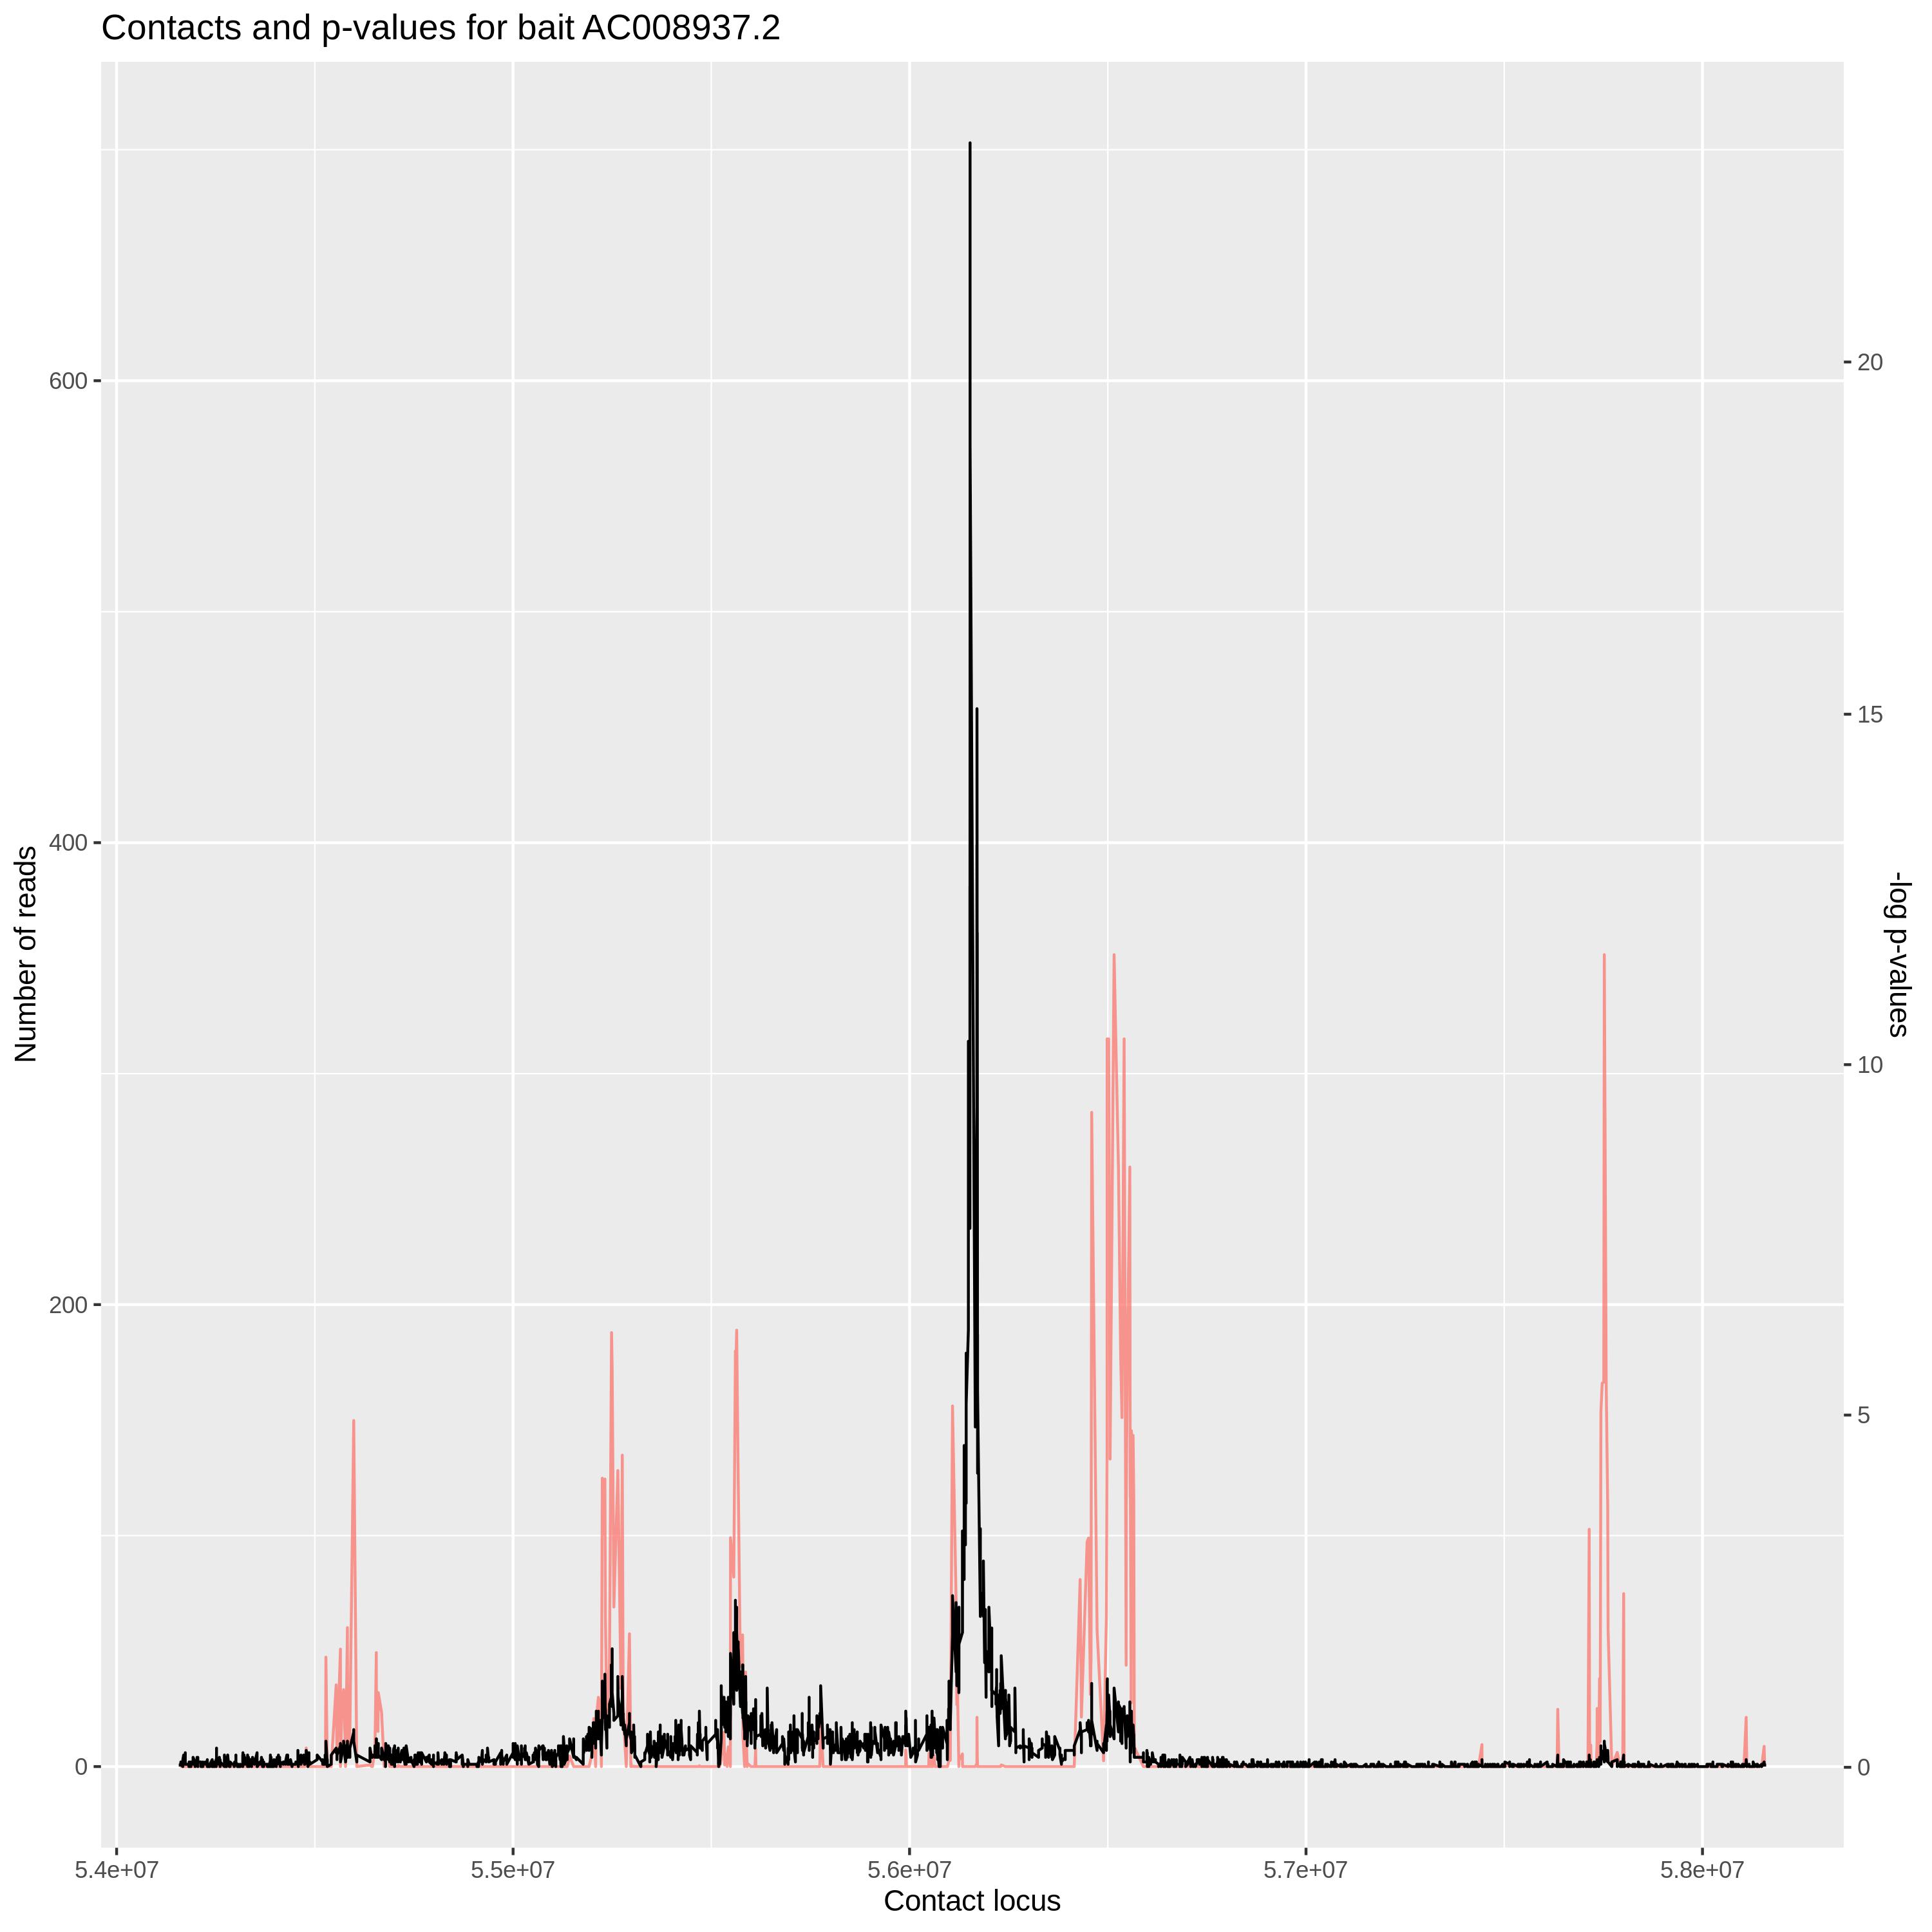 Contacts and p-values for bait AC008937.2
600
400
200
0
20
15
10
5
0
Number of reads
-log p-values
5.4e+07 5.5e+07 5.6e+07 5.7e+07 5.8e+07
Contact locus